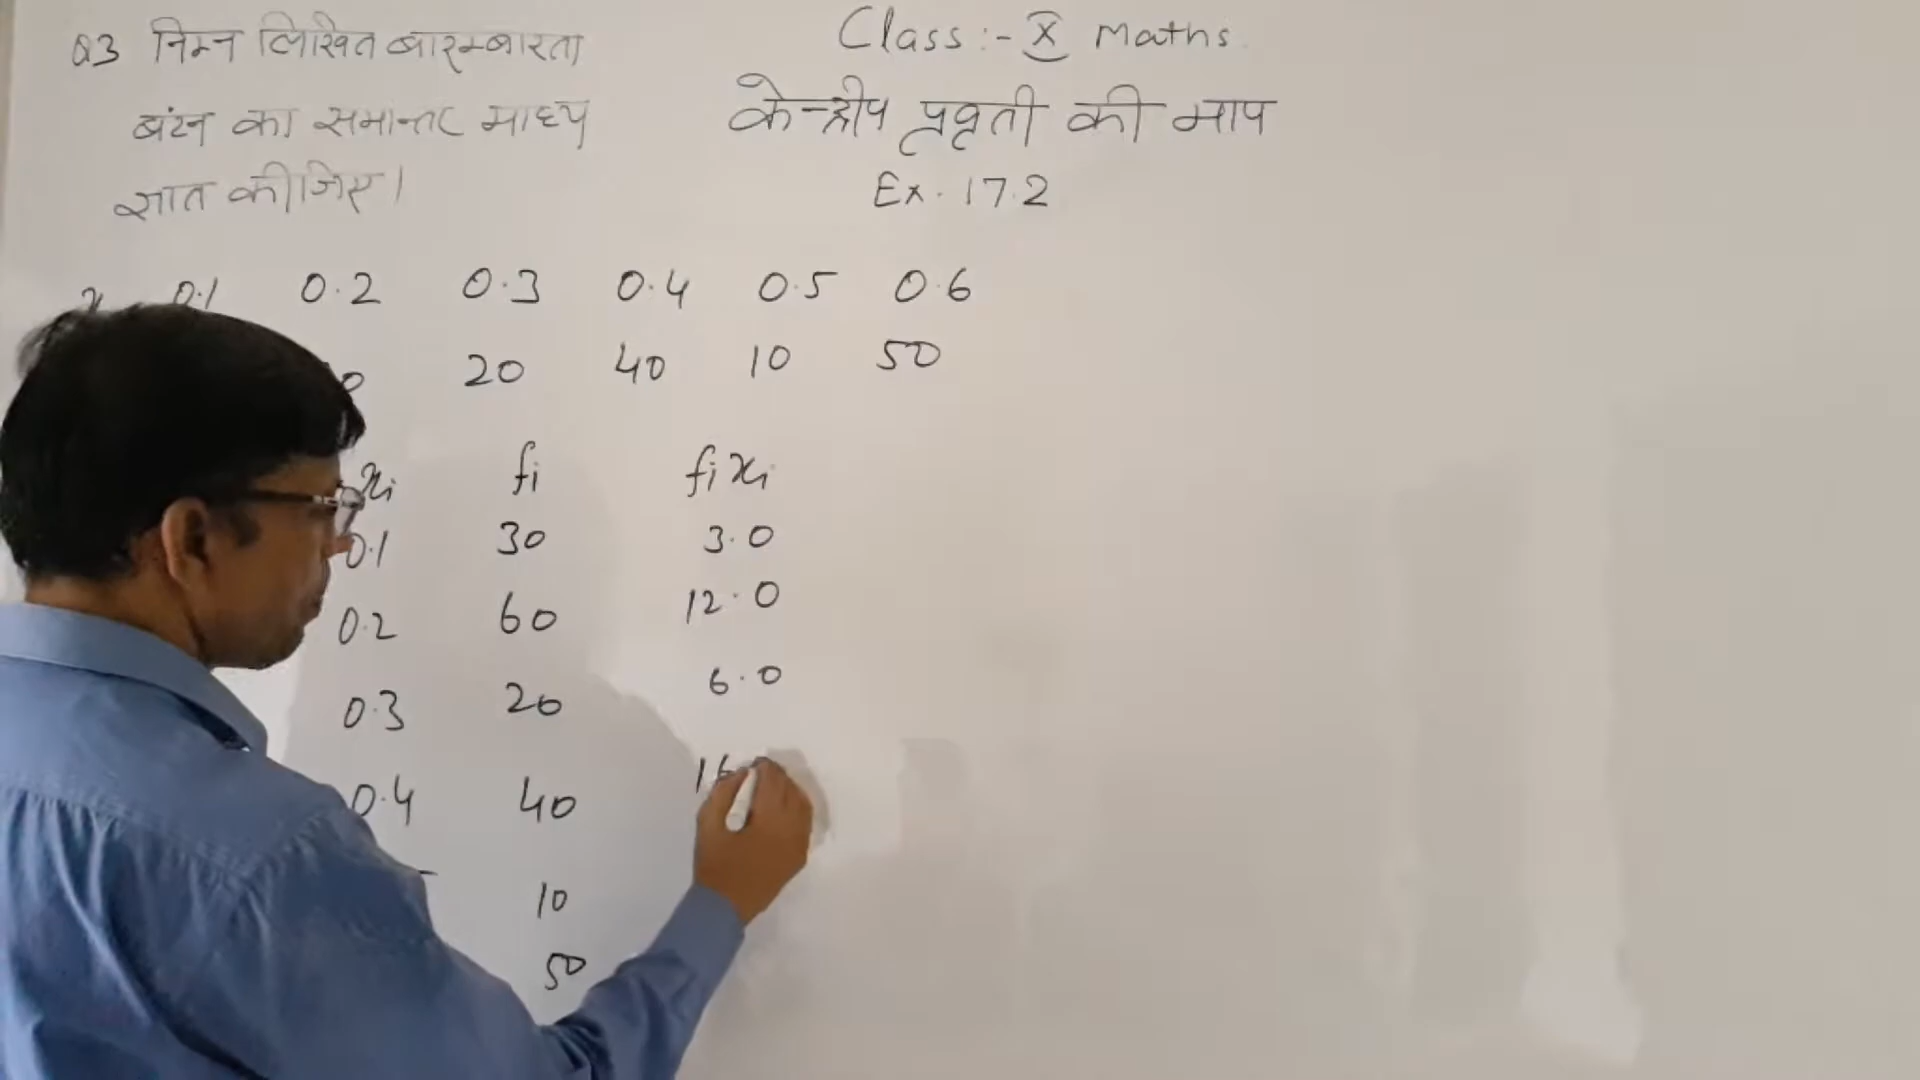 Q3 निम्न लिखित बारम्बारता
बंटन का समान्तर माध्य
ज्ञात कीजिए।
Class:- X Maths
केन्द्रीय प्रवृती की माप
Ex. 17.2
x 0.1 0.2 0.3 0.4 0.5 0.6
20 40 10 50
xi fi fixi
0.1 30 3.0
0.2 60 12.0
0.3 20 6.0
0.4 40
10
50